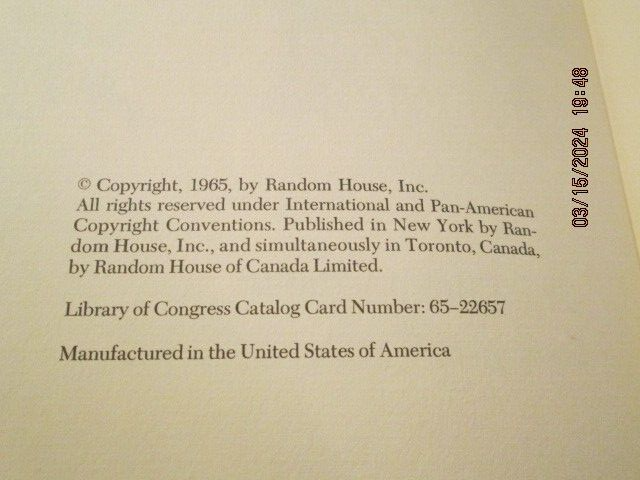 © Copyright, 1965, by Random House, Inc.
All rights reserved under International and Pan-American
Copyright Conventions. Published in New York by Ran-
dom House, Inc., and simultaneously in Toronto, Canada,
by Random House of Canada Limited.
Library of Congress Catalog Card Number: 65-22657
Manufactured in the United States of America
03/15/2024 19:48